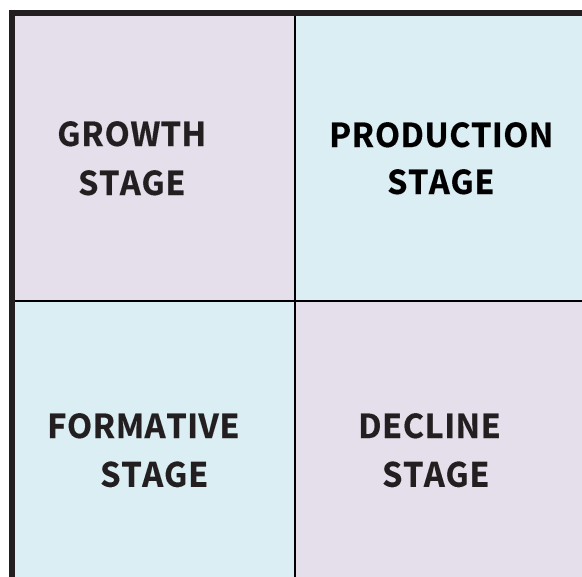 GROWTH
STAGE
PRODUCTION
STAGE
FORMATIVE
STAGE
DECLINE
STAGE